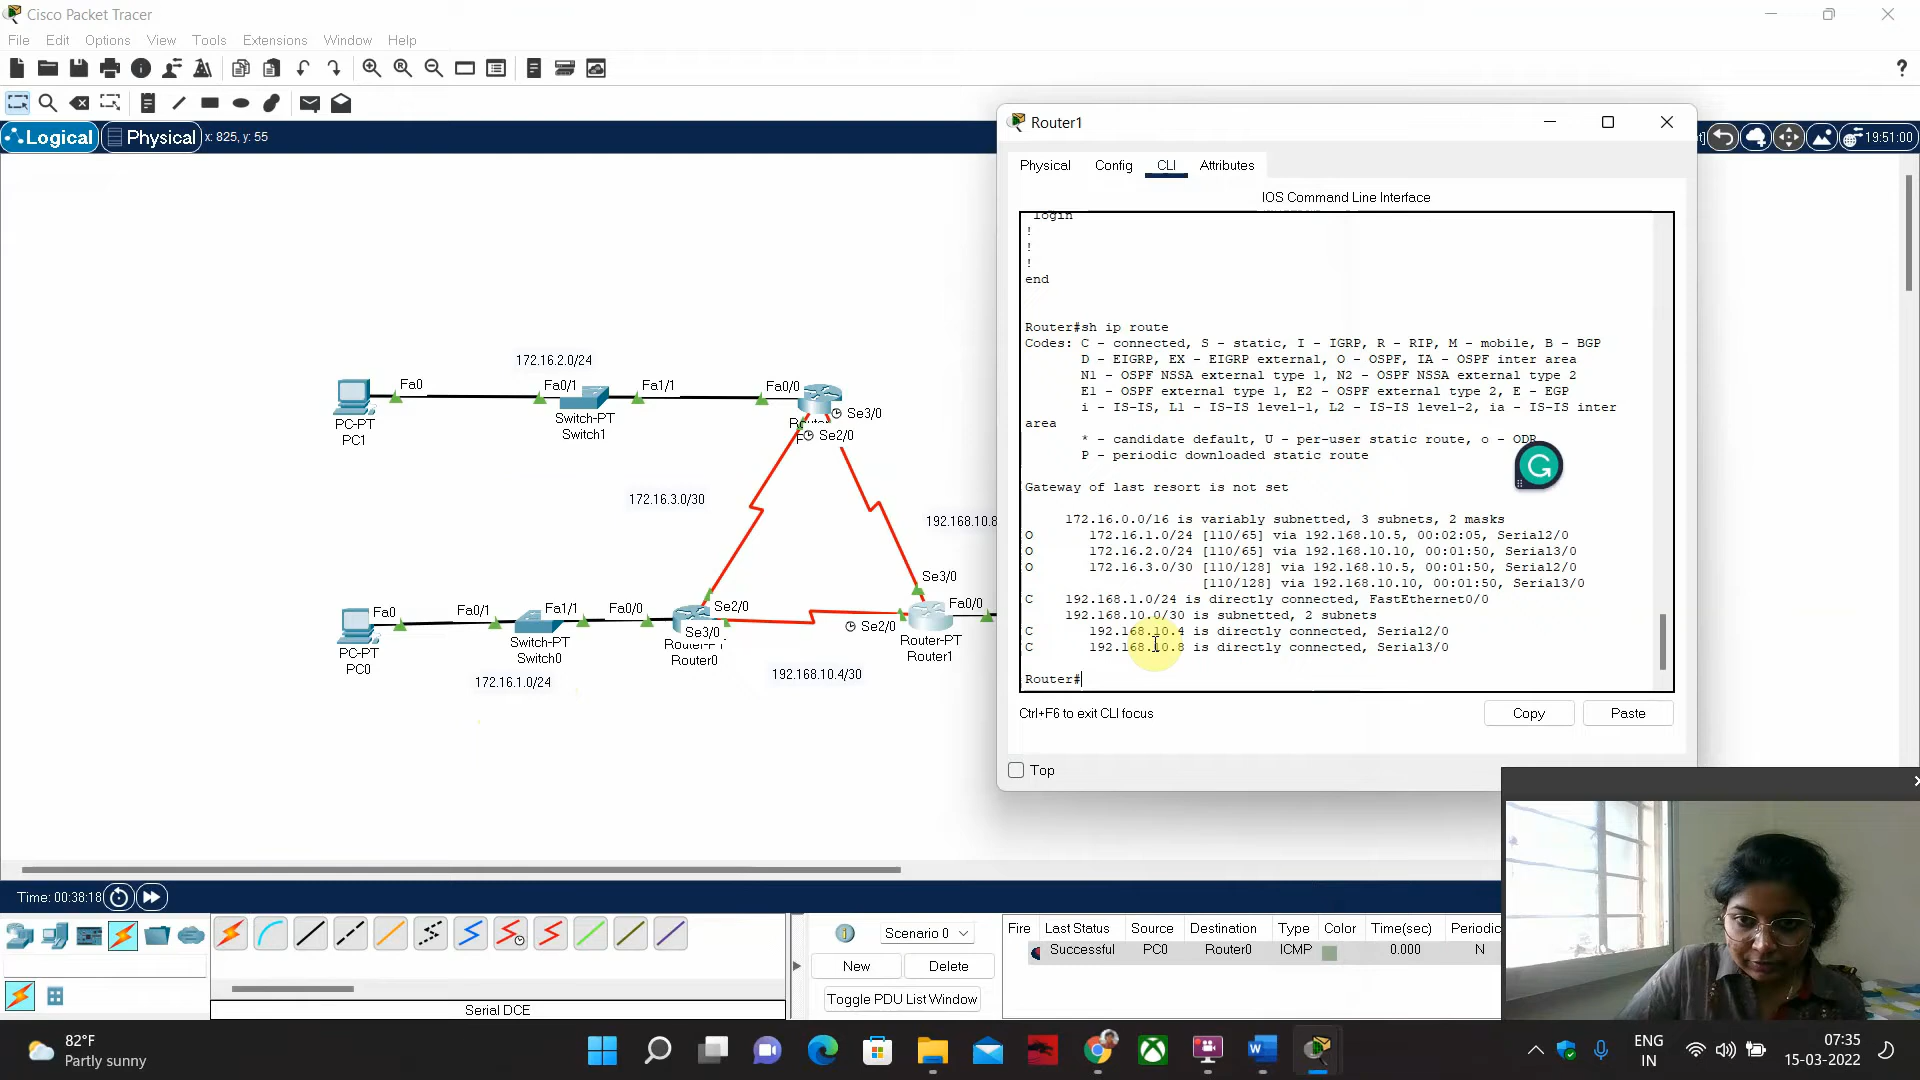 Cisco Packet Tracer
File Edit Options View Tools Extensions Window Help
?
Logical Physical x: 825, y: 55
19:51:00
Router1
Physical Config CLI Attributes
IOS Command Line Interface
login
!
!
!
end
Router#sh ip route
Codes: C - connected, S - static, I - IGRP, R - RIP, M - mobile, B - BGP
D - EIGRP, EX - EIGRP external, O - OSPF, IA - OSPF inter area
N1 - OSPF NSSA external type 1, N2 - OSPF NSSA external type 2
E1 - OSPF external type 1, E2 - OSPF external type 2, E - EGP
i - IS-IS, L1 - IS-IS level-1, L2 - IS-IS level-2, ia - IS-IS inter
area
* - candidate default, U - per-user static route, o - ODR
P - periodic downloaded static route
Gateway of last resort is not set
172.16.0.0/16 is variably subnetted, 3 subnets, 2 masks
O 172.16.1.0/24 [110/65] via 192.168.10.5, 00:02:05, Serial2/0
O 172.16.2.0/24 [110/65] via 192.168.10.10, 00:01:50, Serial3/0
O 172.16.3.0/30 [110/128] via 192.168.10.5, 00:01:50, Serial2/0
[110/128] via 192.168.10.10, 00:01:50, Serial3/0
C 192.168.1.0/24 is directly connected, FastEthernet0/0
192.168.10.0/30 is subnetted, 2 subnets
C 192.168.10.4 is directly connected, Serial2/0
C 192.168.10.8 is directly connected, Serial3/0
Router#
Ctrl+F6 to exit CLI focus
Copy Paste
Top
172.16.2.0/24
Fa0 Fa0/1 Fa1/1 Fa0/0
Se3/0
PC-PT
PC1
Switch-PT
Switch1
Se2/0
172.16.3.0/30
192.168.10.8
Se3/0
Fa0 Fa0/1 Fa1/1 Fa0/0 Se2/0
Fa0/0
Se2/0
Se3/0
PC-PT
PC0
Switch-PT
Switch0
Router-PT
Router0
Router-PT
Router1
172.16.1.0/24
192.168.10.4/30
Time: 00:38:18
Serial DCE
Scenario 0
New Delete
Toggle PDU List Window
Fire Last Status Source Destination Type Color Time(sec) Periodic
Successful PC0 Router0 ICMP 0.000 N
82°F
Partly sunny
ENG
IN
07:35
15-03-2022